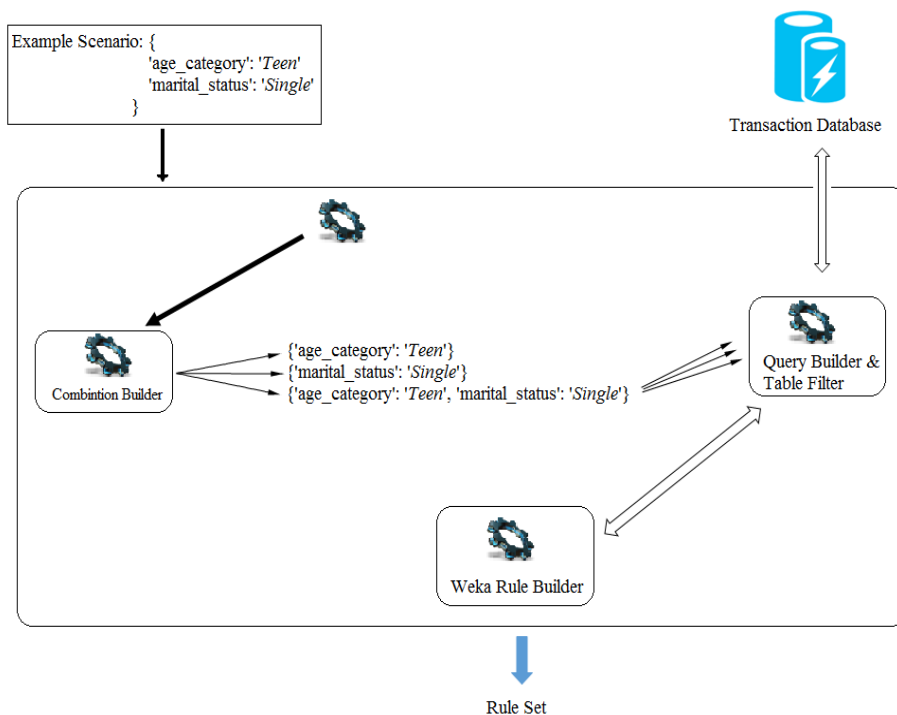 Example Scenario: {
'age_category': 'Teen'
'marital_status': 'Single'
}
Transaction Database
Combintion Builder
{'age_category': 'Teen'}
{'marital_status': 'Single'}
{'age_category': 'Teen', 'marital_status': 'Single'}
Query Builder &
Table Filter
Weka Rule Builder
Rule Set